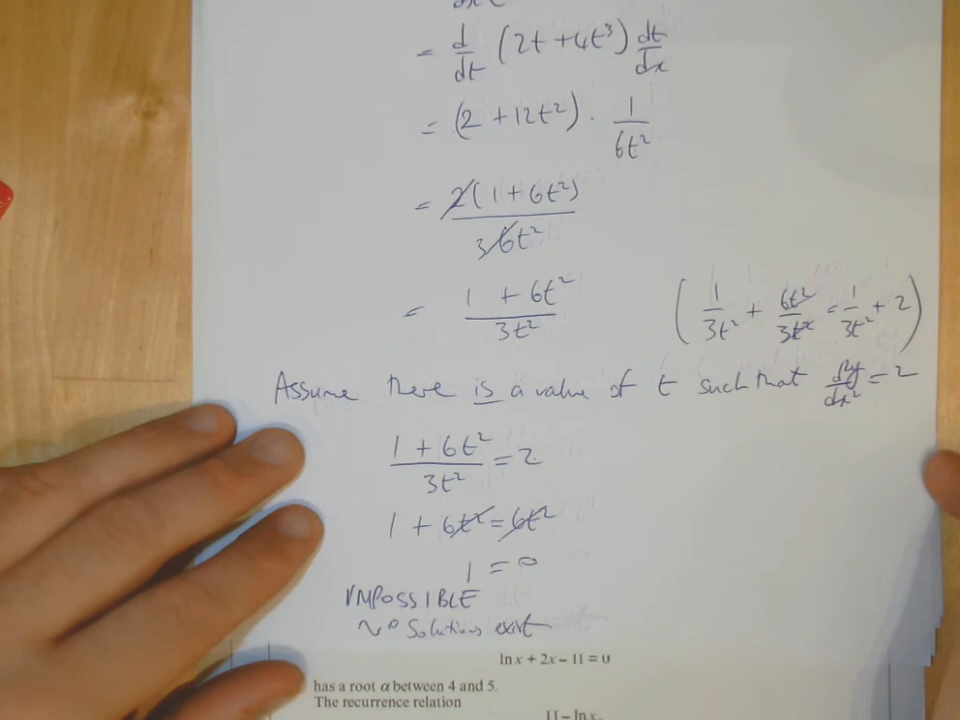 = d/dt (2t + 4t³) dt/dx
= (2 + 12t²) · 1/6t²
= 2(1 + 6t²)/3 6t²
= 1 + 6t²/3t² (1/3t² + 6t²/3t² = 1/3t² + 2)
Assume there is a value of t such that d²y/dx² = 2
1 + 6t²/3t² = 2
1 + 6t² = 6t²
1 = 0
IMPOSSIBLE
No Solutions exist
ln x + 2x – 11 = 0
has a root α between 4 and 5.
The recurrence relation
11 – ln x